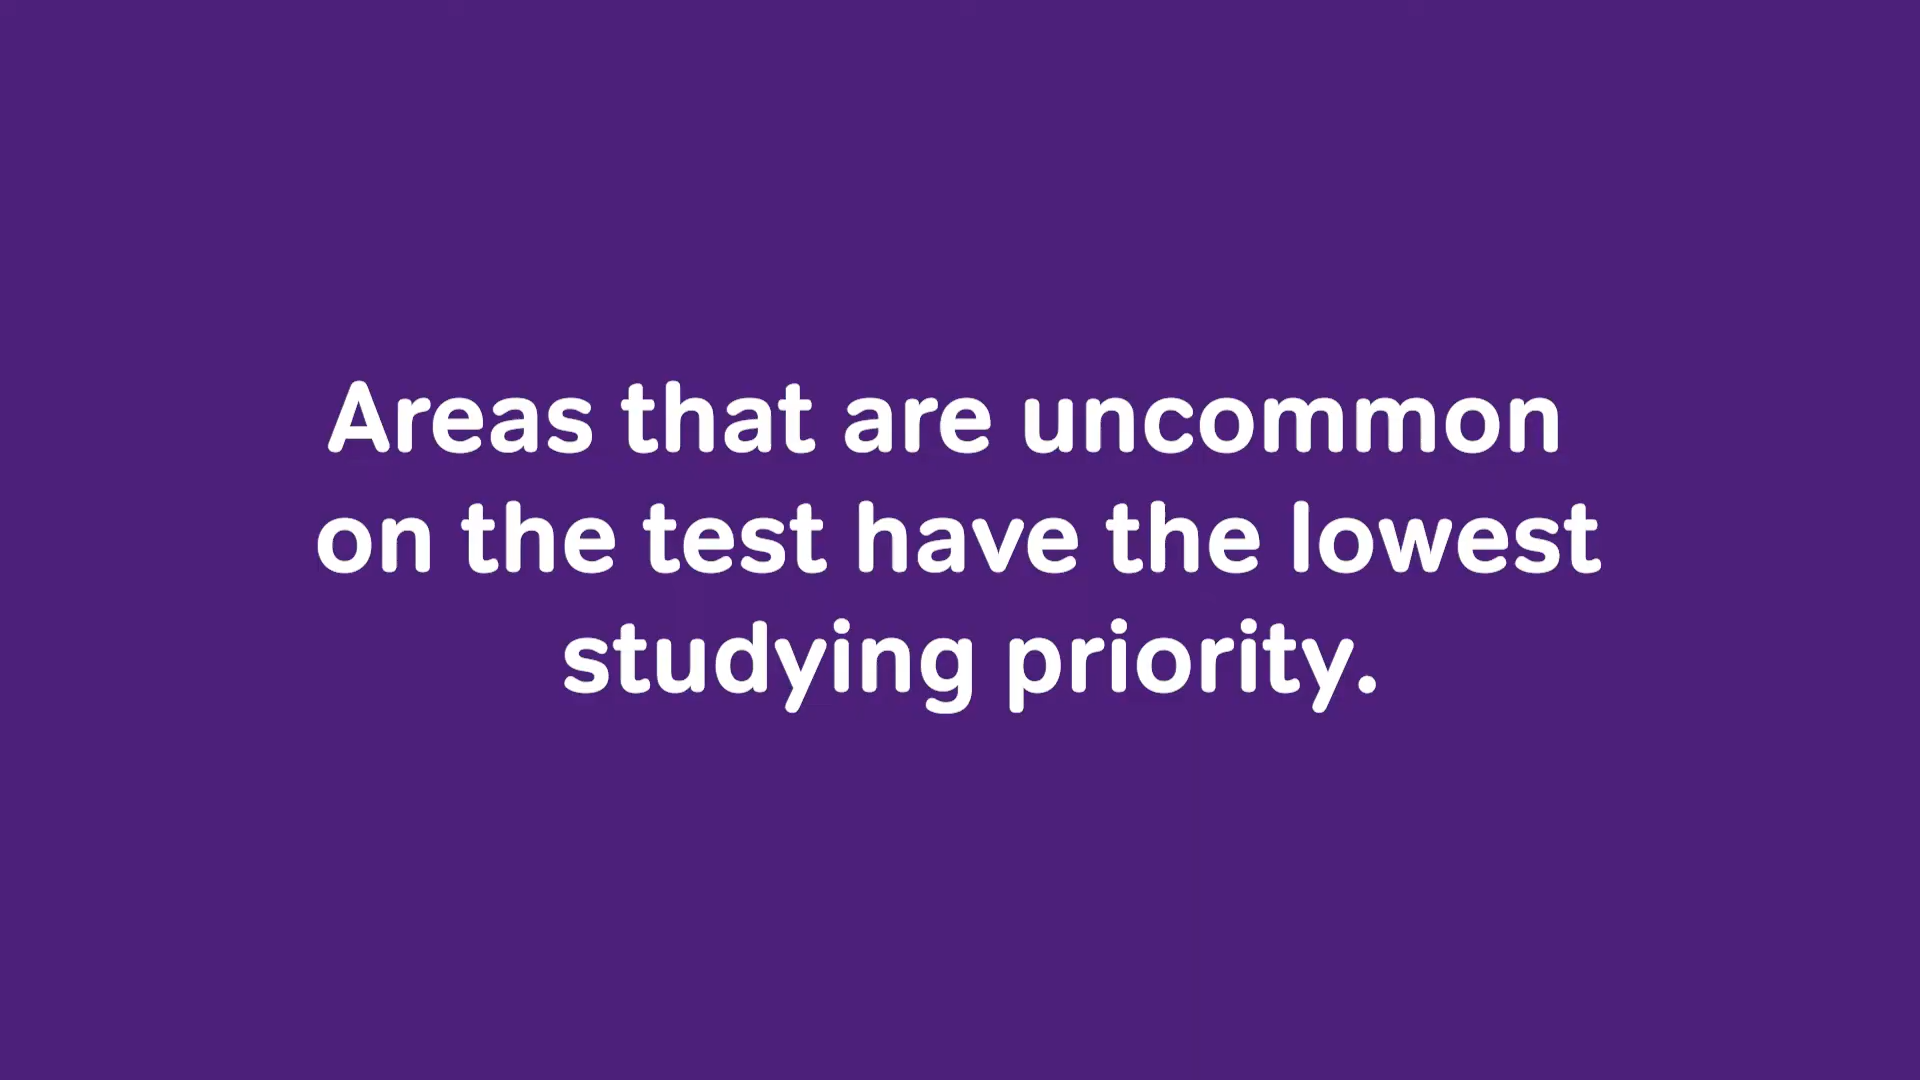 Areas that are uncommon
on the test have the lowest
studying priority.